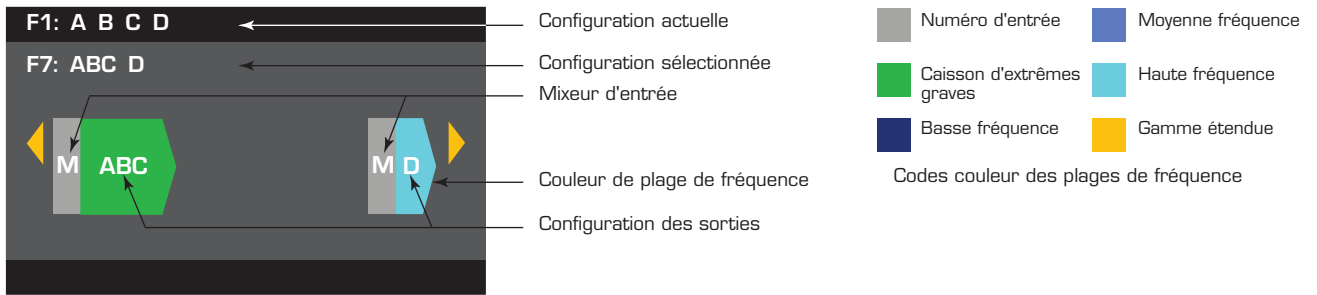 F1: A B C D
Configuration actuelle
F7: ABC D
Configuration sélectionnée
Mixeur d'entrée
M ABC
M D
Couleur de plage de fréquence
Configuration des sorties
Numéro d'entrée
Moyenne fréquence
Caisson d'extrêmes
graves
Haute fréquence
Basse fréquence
Gamme étendue
Codes couleur des plages de fréquence